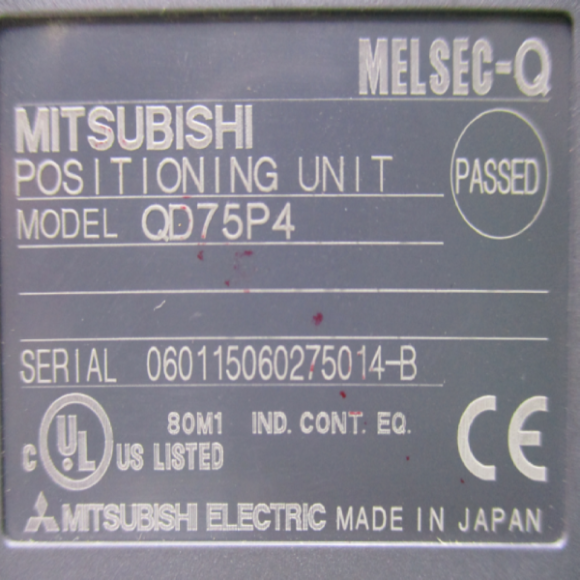 MELSEC-Q
MITSUBISHI
POSITIONING UNIT
PASSED
MODEL QD75P4
SERIAL 060115060275014-B
80M1 IND. CONT. EQ.
C UL US LISTED
CE
MITSUBISHI ELECTRIC MADE IN JAPAN